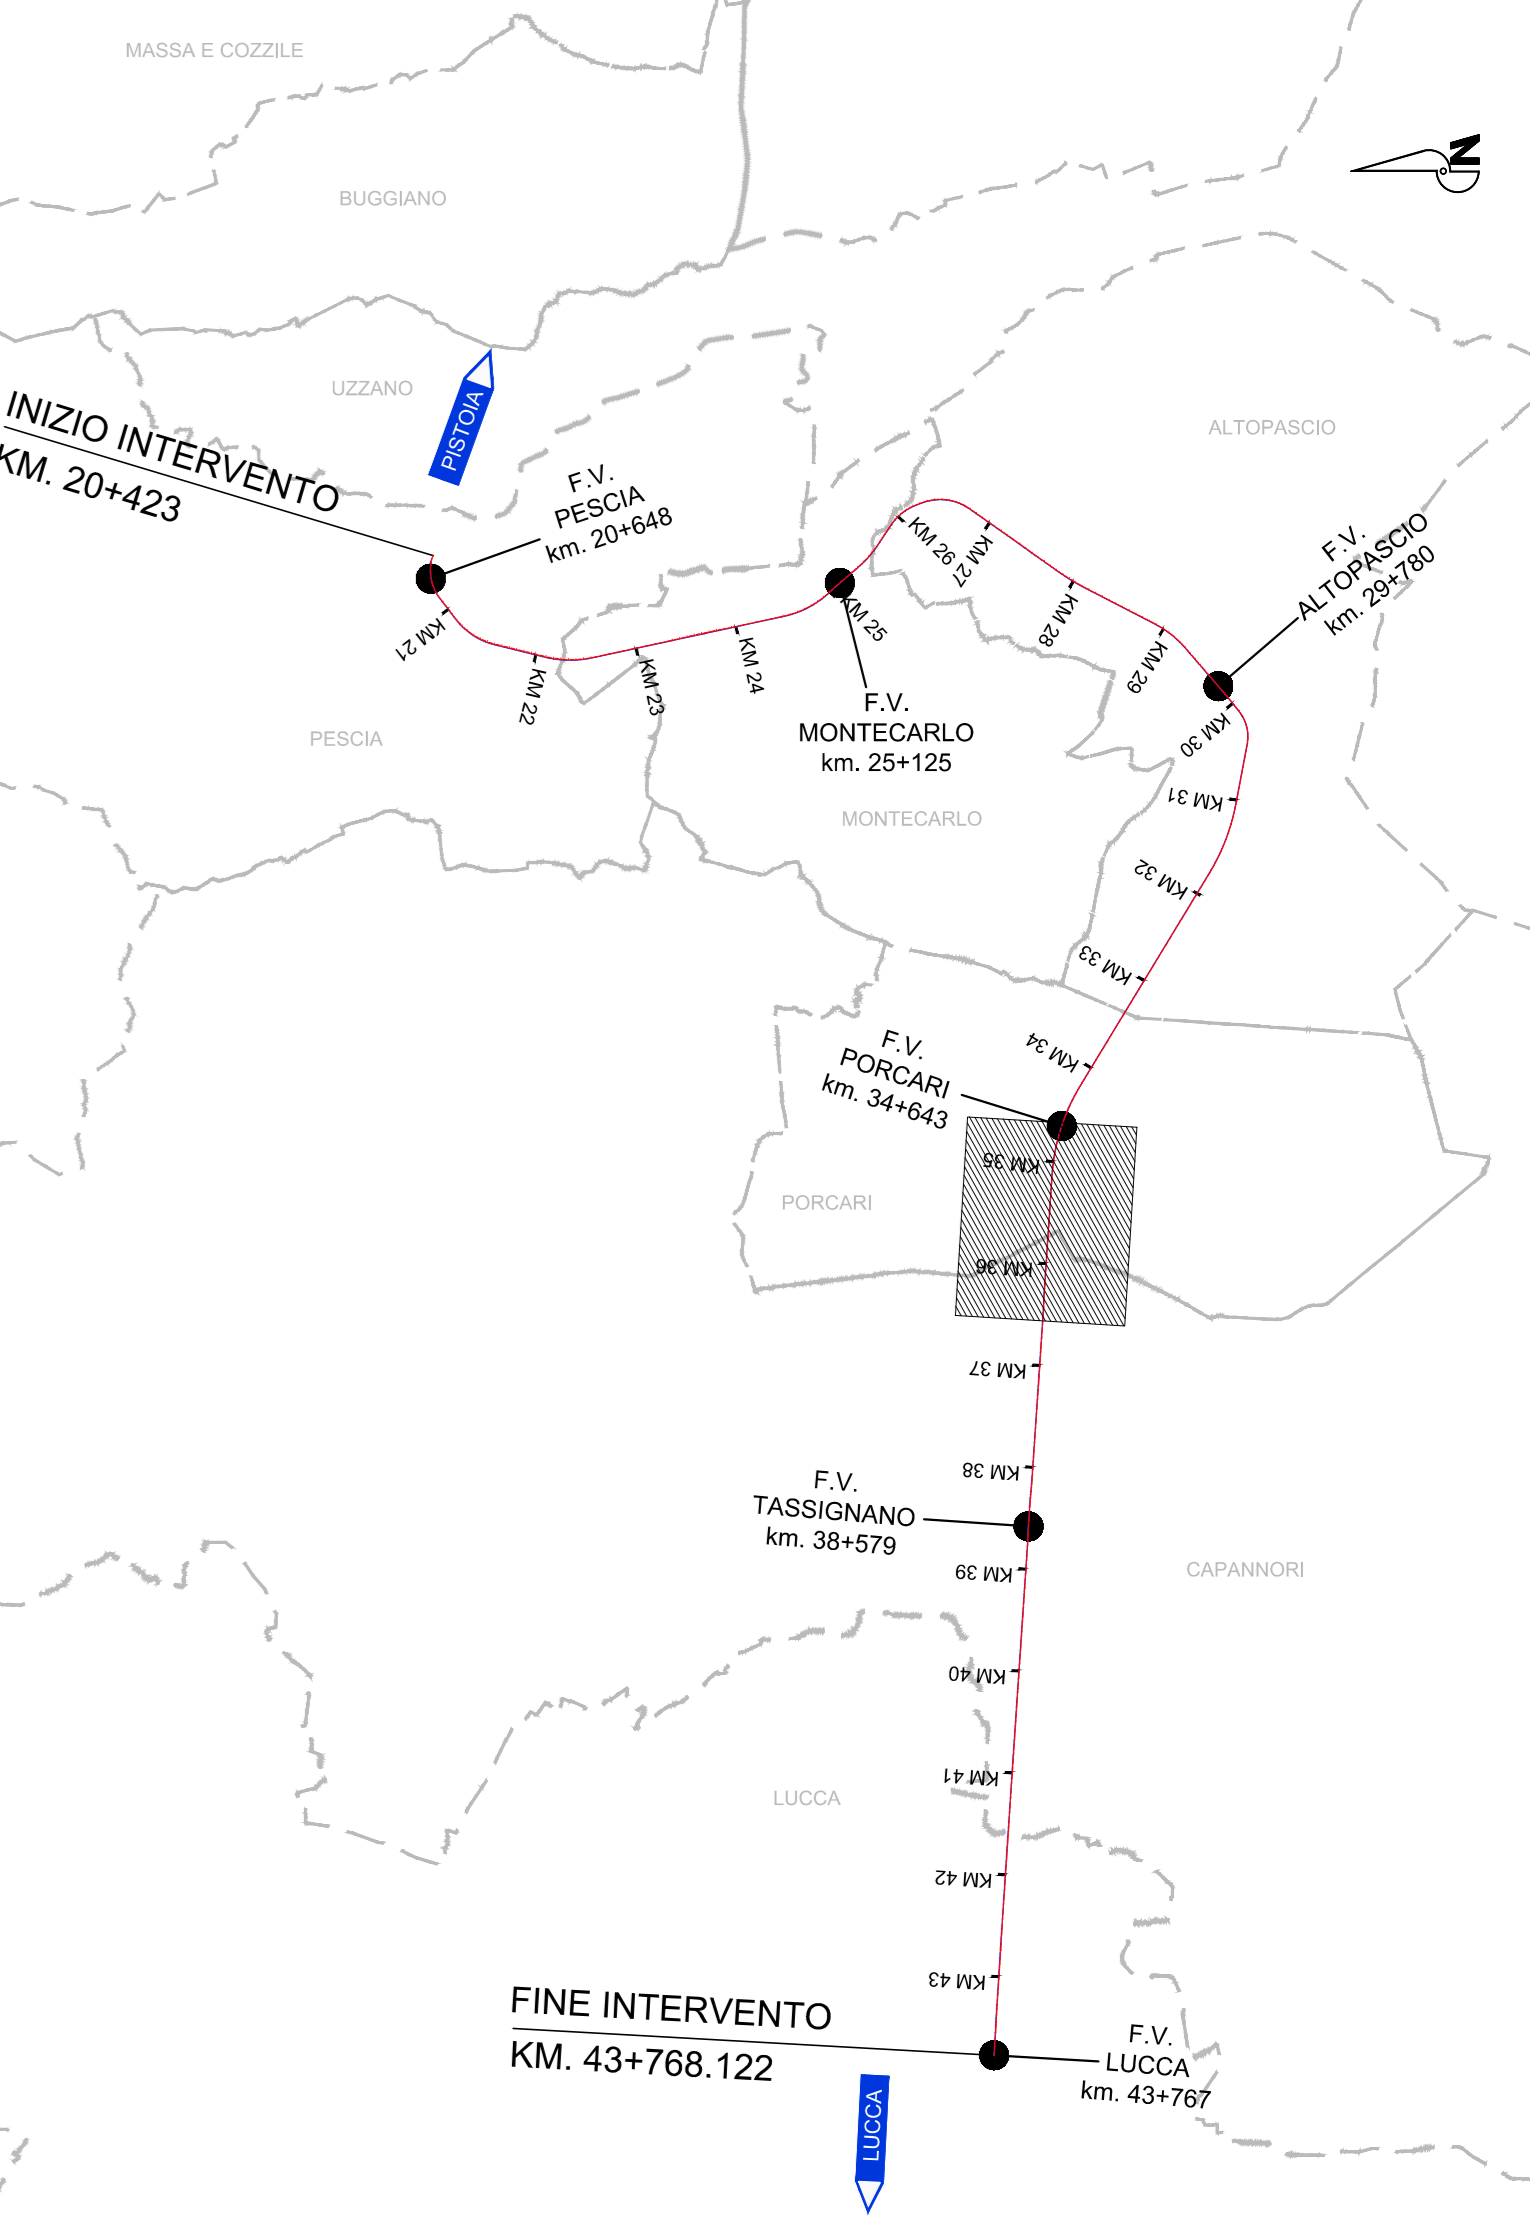 MASSA E COZZILE
N
BUGGIANO
UZZANO
PISTOIA
ALTOPASCIO
INIZIO INTERVENTO
KM. 20+423
F.V.
PESCIA
km. 20+648
F.V.
ALTOPASCIO
km. 29+780
KM 21
KM 22
KM 23
KM 24
KM 25
KM 26
KM 27
KM 28
KM 29
KM 30
F.V.
MONTECARLO
km. 25+125
PESCIA
MONTECARLO
KM 31
KM 32
KM 33
KM 34
F.V.
PORCARI
km. 34+643
KM 35
PORCARI
KM 36
KM 37
KM 38
F.V.
TASSIGNANO
km. 38+579
KM 39
CAPANNORI
KM 40
KM 41
LUCCA
KM 42
KM 43
FINE INTERVENTO
KM. 43+768.122
F.V.
LUCCA
km. 43+767
LUCCA